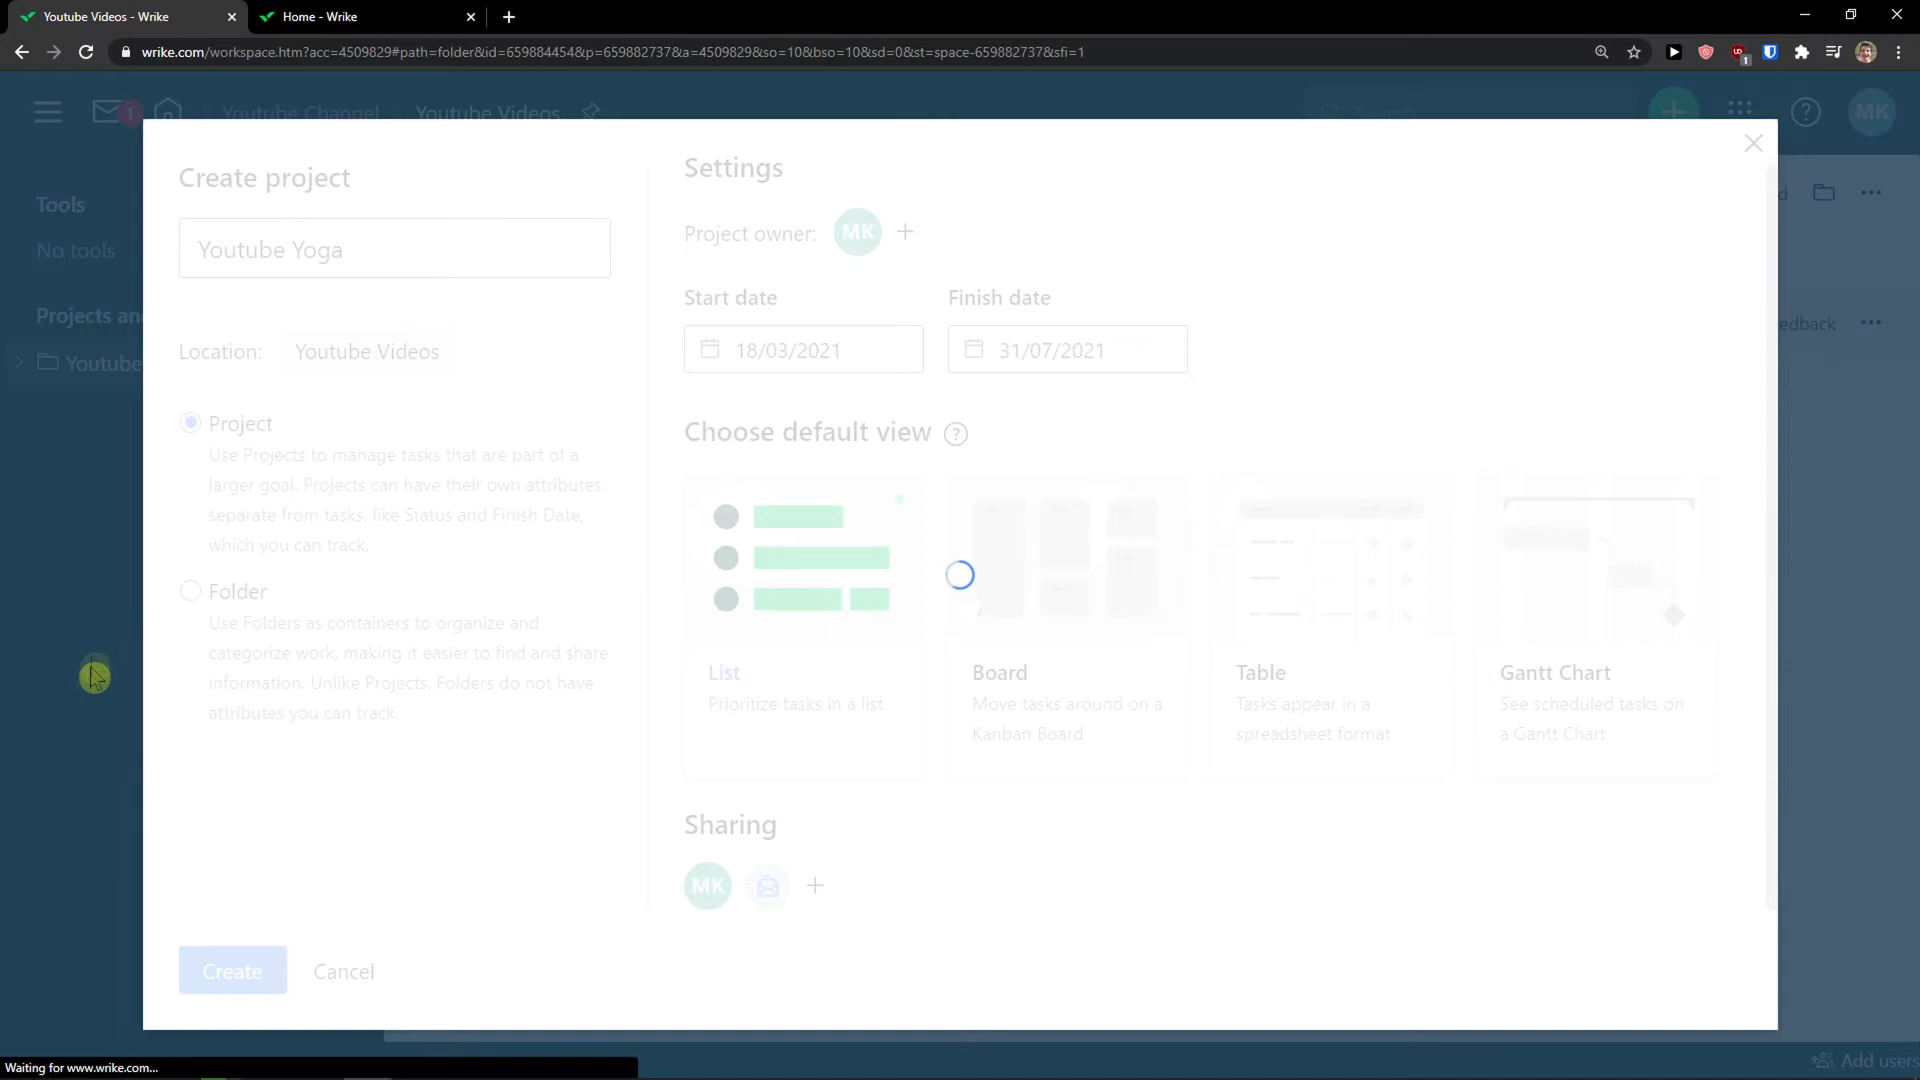 Youtube Videos - Wrike
Home - Wrike
wrike.com/workspace.htm?acc=4509829#path=folder&id=659884454&p=659882737&a=4509829&so=10&bso=10&sd=0&st=space-659882737&sfi=1
1
1
Youtube Channel
Youtube Videos
Search
MK
Tools
No tools
Projects an
Youtube
Create project
Youtube Yoga
Location: Youtube Videos
Project
Use Projects to manage tasks that are part of a
larger goal. Projects can have their own attributes
separate from tasks, like Status and Finish Date,
which you can track.
Folder
Use Folders as containers to organize and
categorize work, making it easier to find and share
information. Unlike Projects, Folders do not have
attributes you can track.
Create
Cancel
Settings
Project owner: MK
Start date
Finish date
18/03/2021
31/07/2021
Choose default view
List
Prioritize tasks in a list
Board
Move tasks around on a
Kanban Board
Table
Tasks appear in a
spreadsheet format
Gantt Chart
See scheduled tasks on
a Gantt Chart
Sharing
MK
d
edback
Add users
Waiting for www.wrike.com...